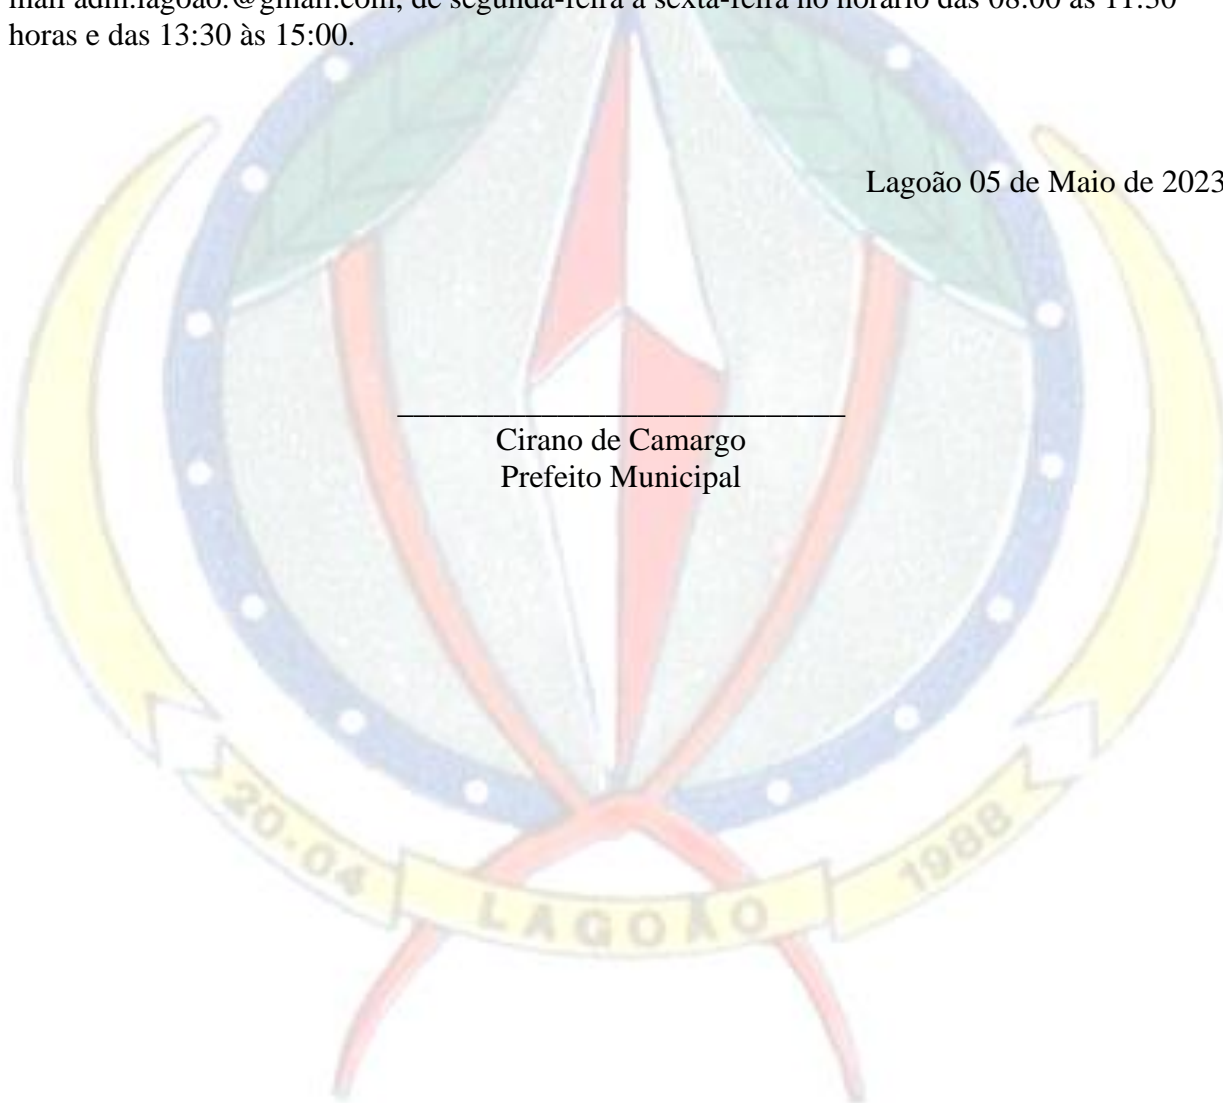 mail adm.lagoao.@gmail.com, de segunda-feira a sexta-feira no horário das 08:00 às 11:30
horas e das 13:30 às 15:00.
Lagoão 05 de Maio de 2023
____________________________
Cirano de Camargo
Prefeito Municipal
20.04
LAGOÃO
1988